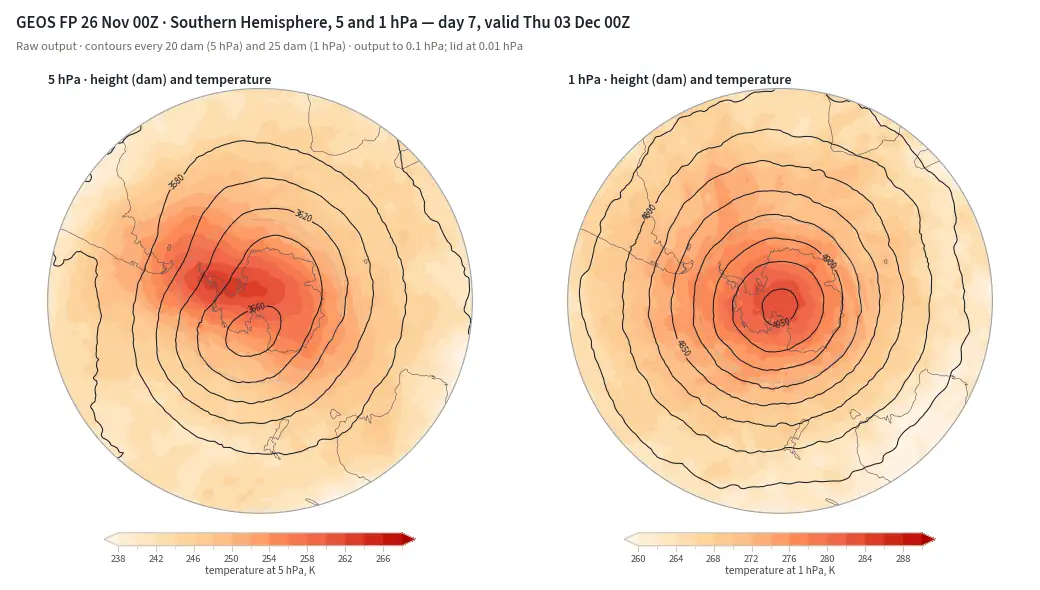 GEOS FP 26 Nov 00Z · Southern Hemisphere, 5 and 1 hPa — day 7, valid Thu 03 Dec 00Z
Raw output · contours every 20 dam (5 hPa) and 25 dam (1 hPa) · output to 0.1 hPa; lid at 0.01 hPa
5 hPa · height (dam) and temperature
1 hPa · height (dam) and temperature
3580
3620
3660
4800
4900
4950
4850
238 242 246 250 254 258 262 266
temperature at 5 hPa, K
260 264 268 272 276 280 284 288
temperature at 1 hPa, K